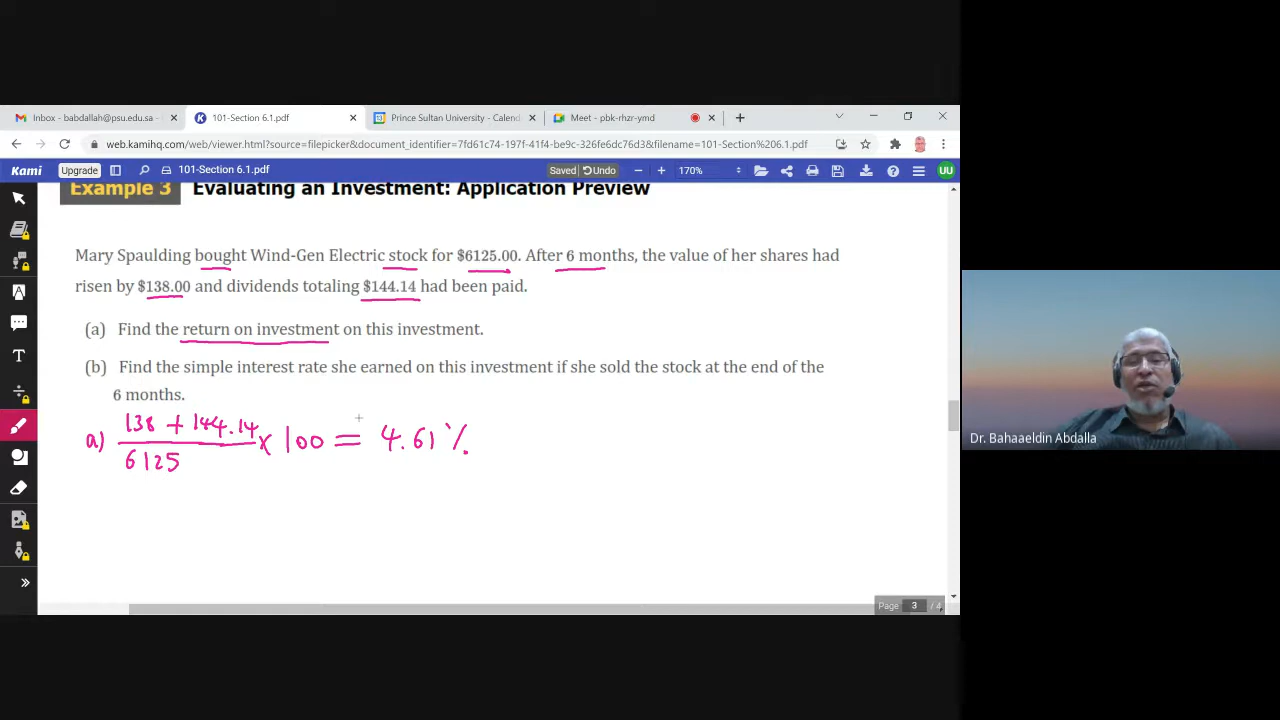 Inbox - babdallah@psu.edu.sa -
101-Section 6.1.pdf
Prince Sultan University - Calend
Meet - pbk-rhzr-ymd
web.kamihq.com/web/viewer.html?source=filepicker&document_identifier=7fd61c74-197f-41f4-be9c-326fe6dc76d3&filename=101-Section%206.1.pdf
Kami
Upgrade
101-Section 6.1.pdf
Saved
Undo
170%
UU
Example 3 Evaluating an Investment: Application Preview
Mary Spaulding bought Wind-Gen Electric stock for $6125.00. After 6 months, the value of her shares had
risen by $138.00 and dividends totaling $144.14 had been paid.
(a) Find the return on investment on this investment.
(b) Find the simple interest rate she earned on this investment if she sold the stock at the end of the
6 months.
138 + 144.14
a) x 100 = 4.61 %
6125
Dr. Bahaaeldin Abdalla
Page 3 / 4